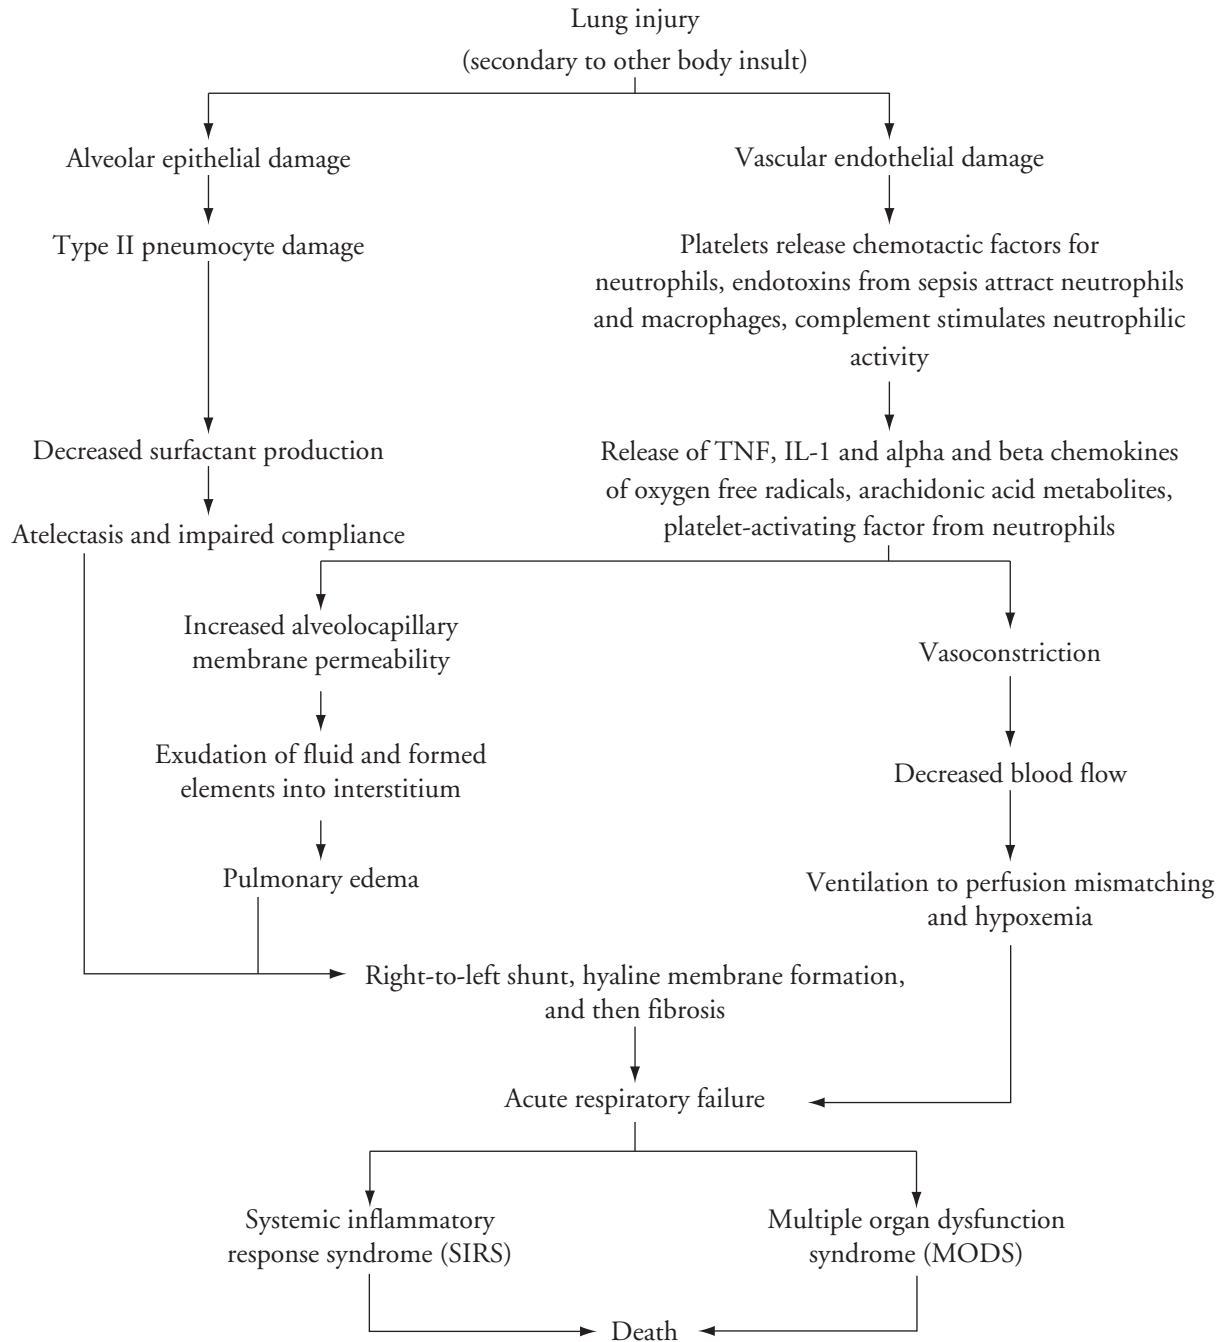 Lung injury
(secondary to other body insult)
Alveolar epithelial damage
Vascular endothelial damage
Type II pneumocyte damage
Platelets release chemotactic factors for
neutrophils, endotoxins from sepsis attract neutrophils
and macrophages, complement stimulates neutrophilic
activity
Decreased surfactant production
Release of TNF, IL-1 and alpha and beta chemokines
of oxygen free radicals, arachidonic acid metabolites,
platelet-activating factor from neutrophils
Atelectasis and impaired compliance
Increased alveolocapillary
membrane permeability
Vasoconstriction
Exudation of fluid and formed
elements into interstitium
Decreased blood flow
Pulmonary edema
Ventilation to perfusion mismatching
and hypoxemia
Right-to-left shunt, hyaline membrane formation,
and then fibrosis
Acute respiratory failure
Systemic inflammatory
response syndrome (SIRS)
Multiple organ dysfunction
syndrome (MODS)
Death